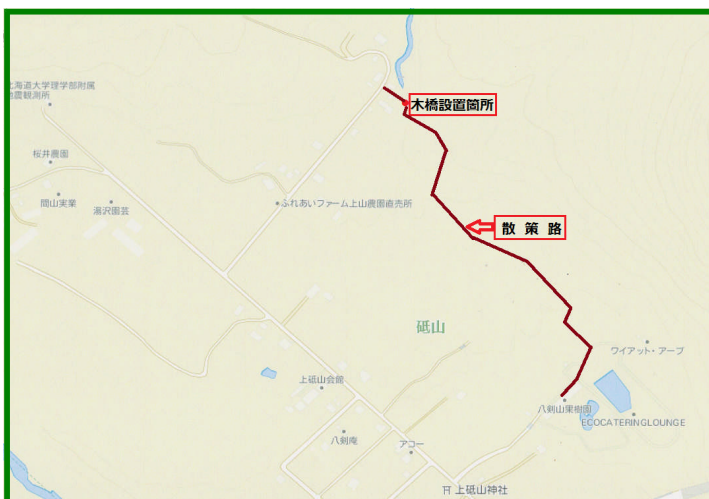 木橋設置箇所
北海道大学理学部附属
地震観測所
桜井農園
間山実業
湯沢園芸
ふれあいファーム上山農園直売所
散 策 路
砥山
ワイアット・アープ
上砥山会館
八剣山果樹園
ECOCATERINGLOUNGE
八剣庵
アコー
上砥山神社